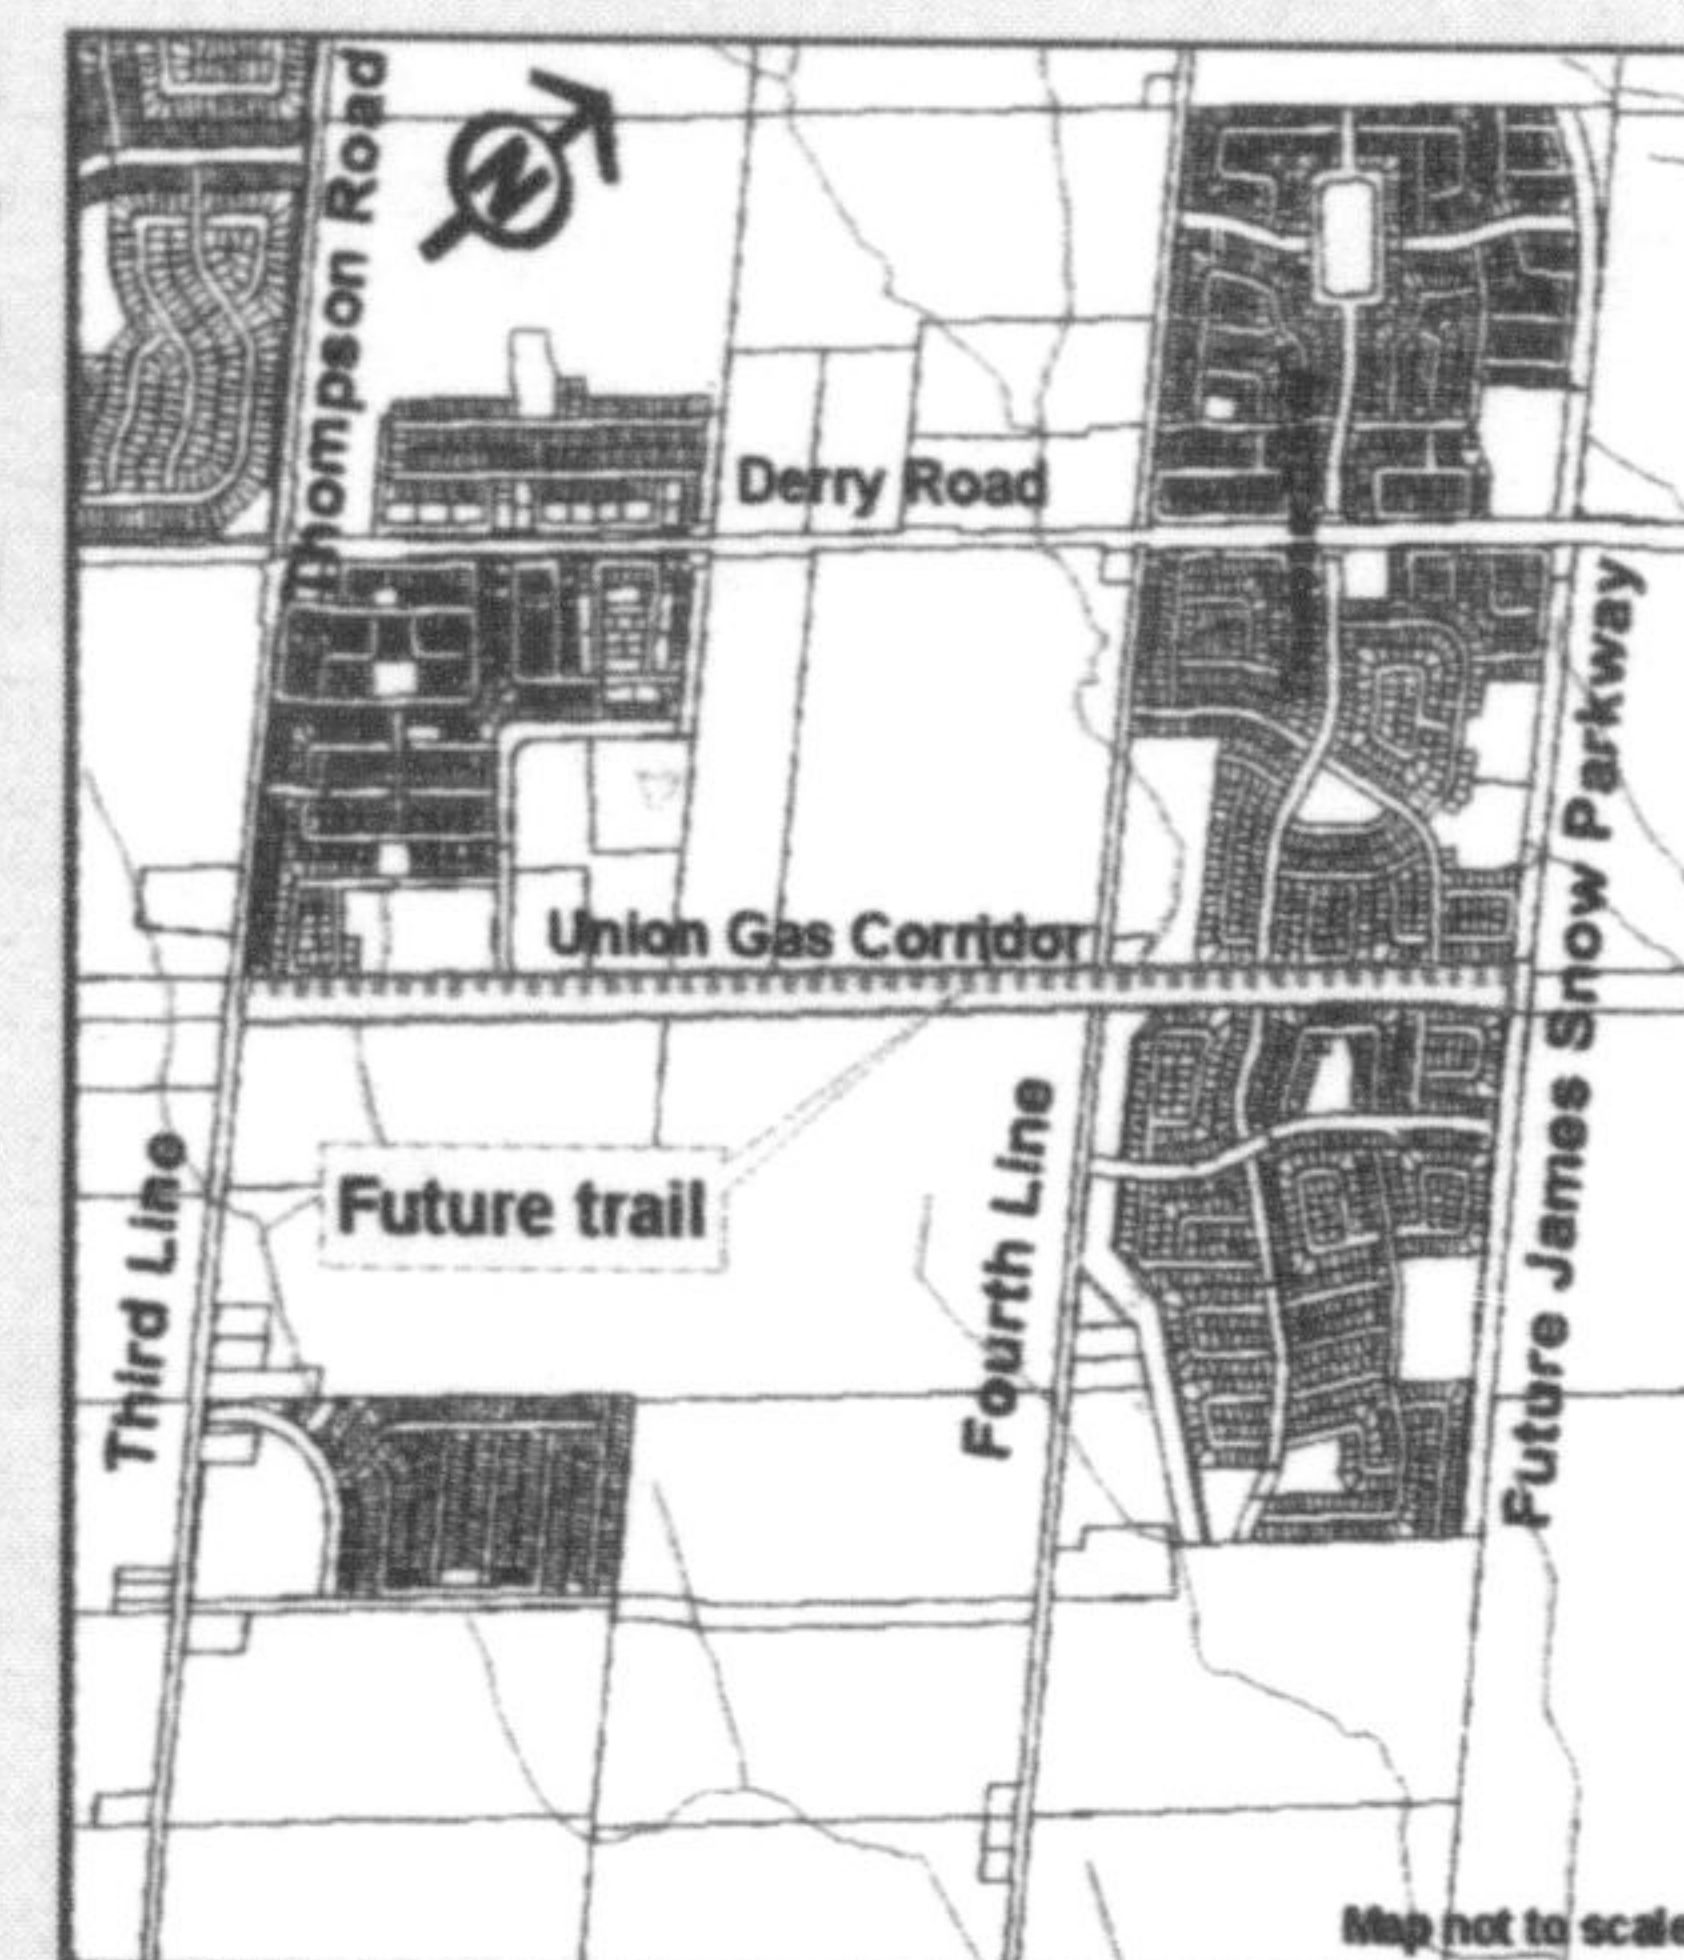 Thompson Road
N
Derry Road
Future James Snow Parkway
Union Gas Corridor
Future trail
Third Line
Fourth Line
Map not to scale